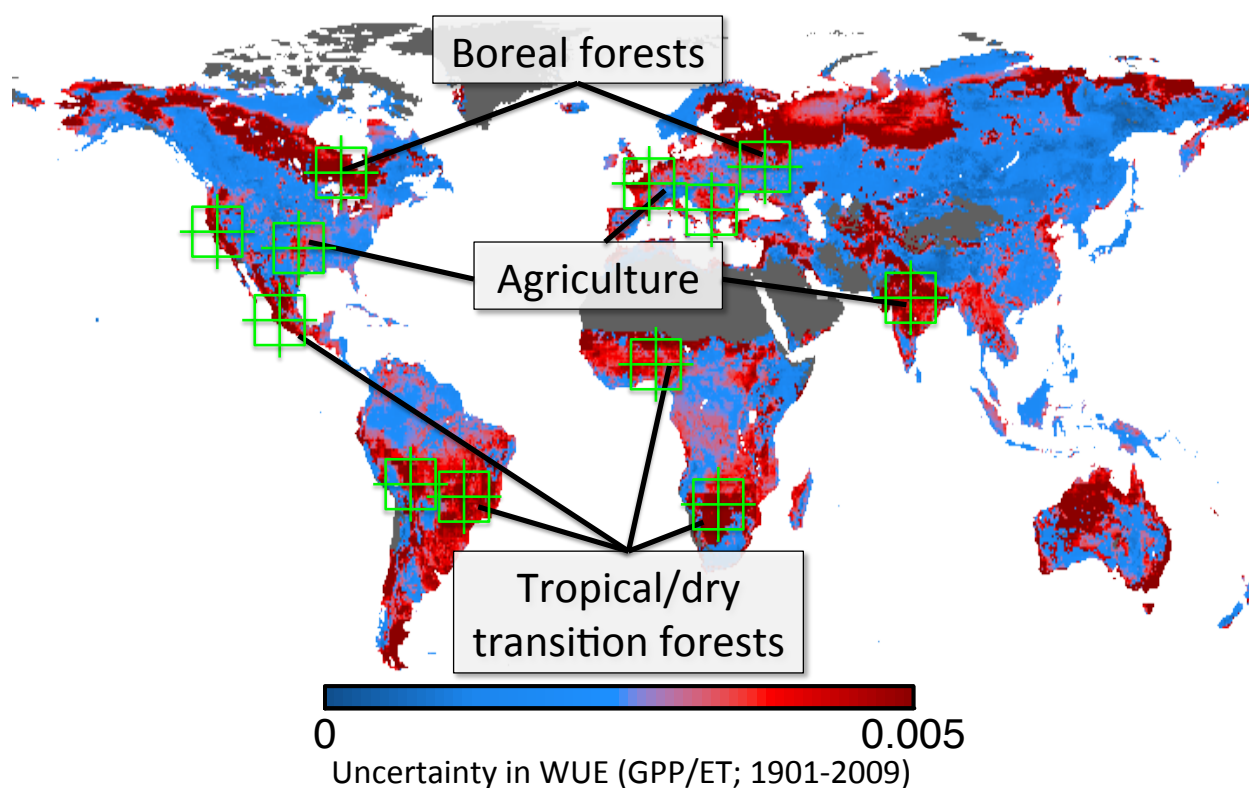 Boreal forests
Agriculture
Tropical/dry
transition forests
0
0.005
Uncertainty in WUE (GPP/ET; 1901-2009)